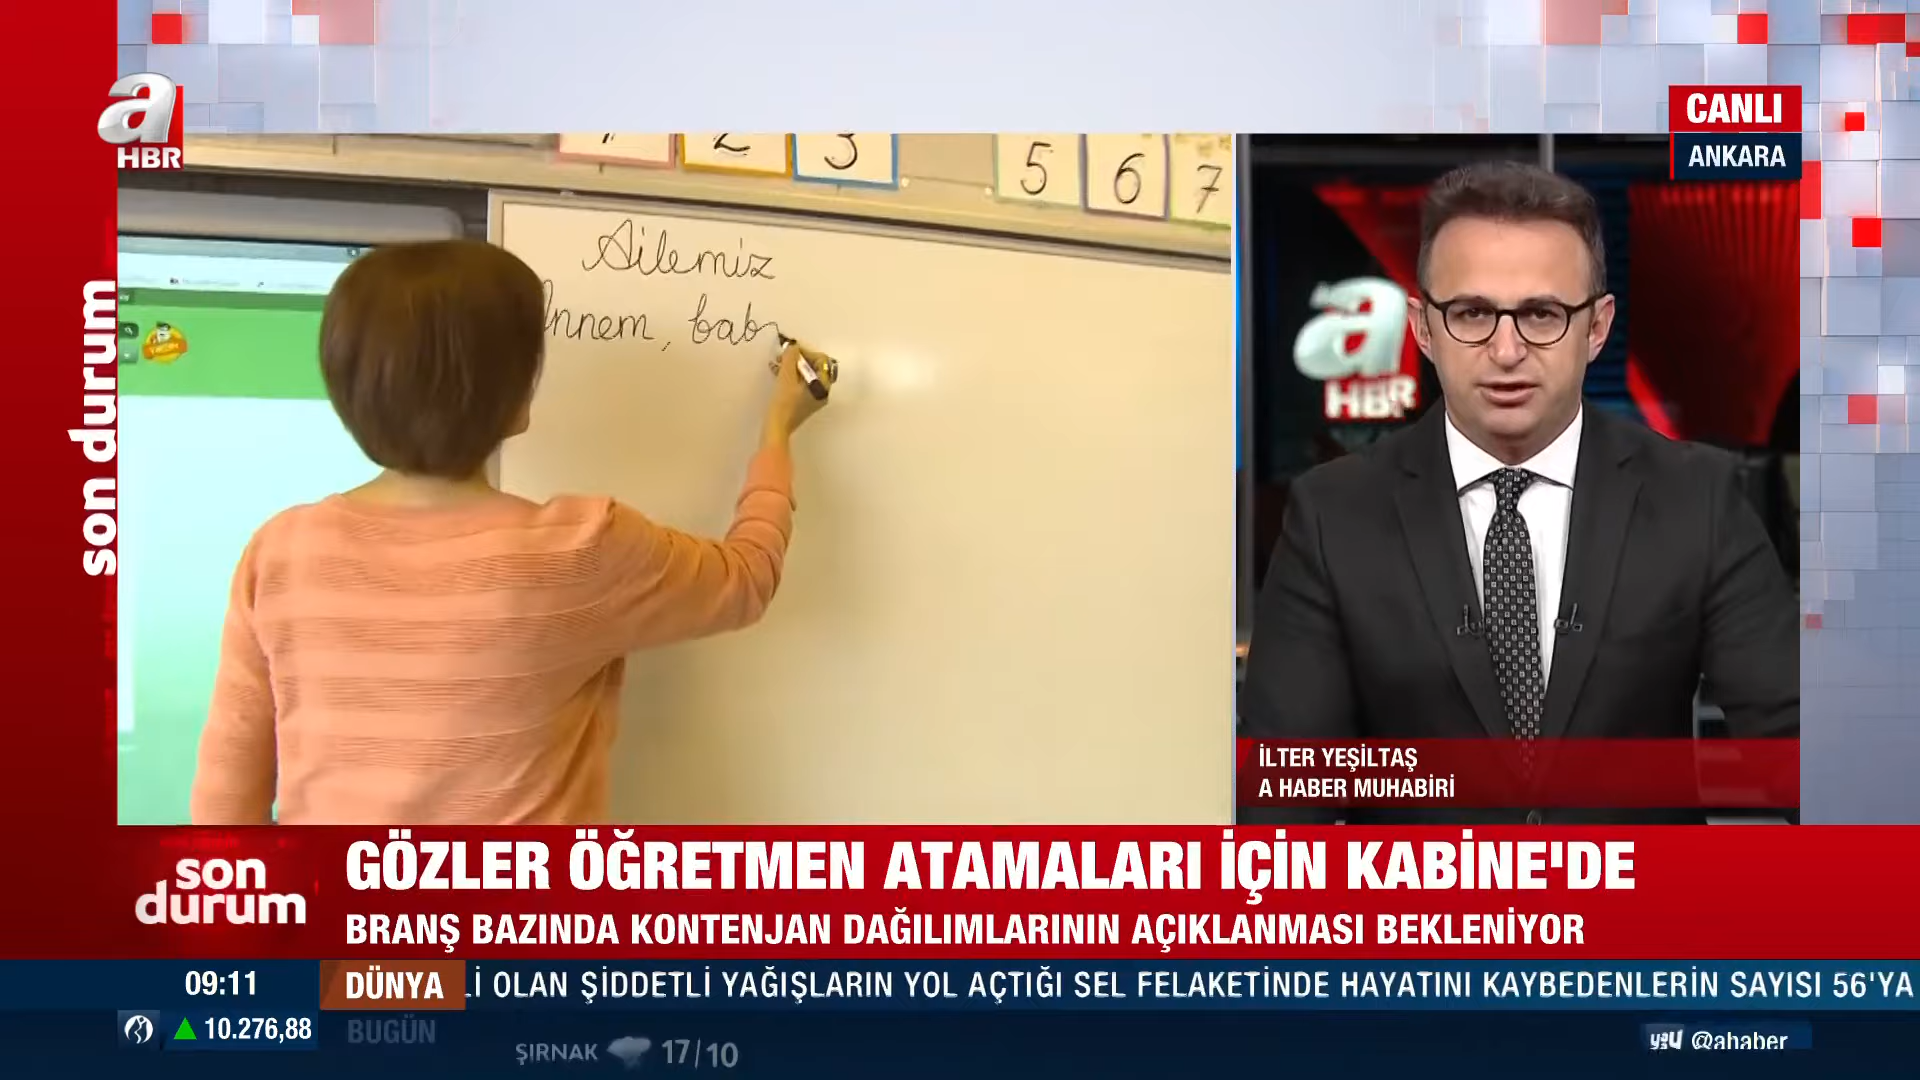 a
HBR
CANLI
ANKARA
2
3
5
6
7
Ailemiz
Annem, bab
son durum
a
HBR
İLTER YEŞİLTAŞ
A HABER MUHABİRİ
son
durum
GÖZLER ÖĞRETMEN ATAMALARI İÇİN KABİNE'DE
BRANŞ BAZINDA KONTENJAN DAĞILIMLARININ AÇIKLANMASI BEKLENİYOR
09:11
DÜNYA
Lİ OLAN ŞİDDETLİ YAĞIŞLARIN YOL AÇTIĞI SEL FELAKETİNDE HAYATINI KAYBEDENLERİN SAYISI 56'YA
10.276,88
BUGÜN
ŞIRNAK 17/10
@ahaber